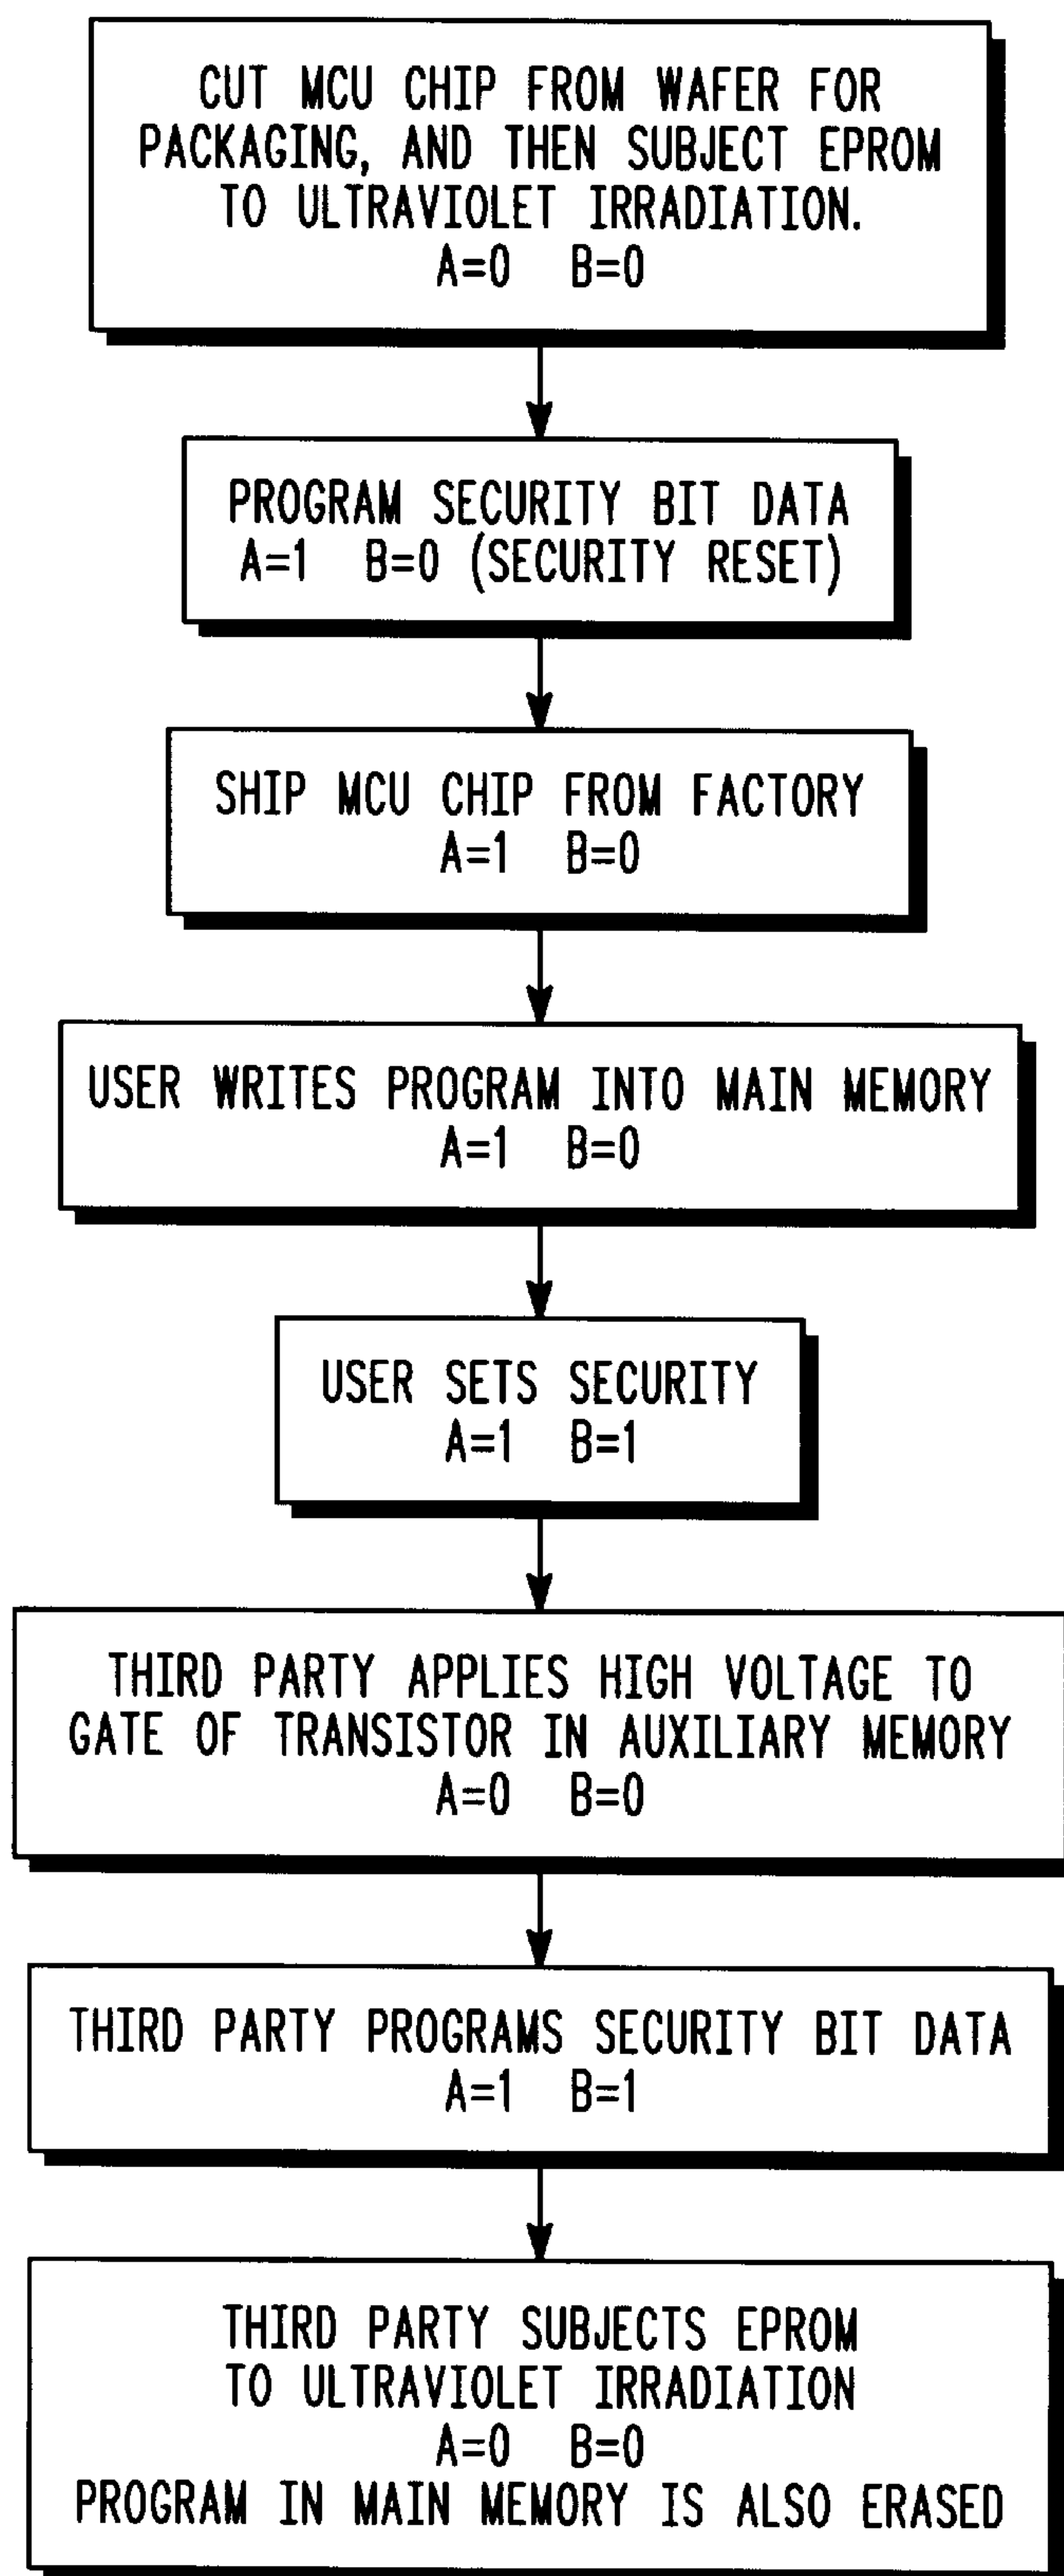 CUT MCU CHIP FROM WAFER FOR
PACKAGING, AND THEN SUBJECT EPROM
TO ULTRAVIOLET IRRADIATION.
A=0 B=0
PROGRAM SECURITY BIT DATA
A=1 B=0 (SECURITY RESET)
SHIP MCU CHIP FROM FACTORY
A=1 B=0
USER WRITES PROGRAM INTO MAIN MEMORY
A=1 B=0
USER SETS SECURITY
A=1 B=1
THIRD PARTY APPLIES HIGH VOLTAGE TO
GATE OF TRANSISTOR IN AUXILIARY MEMORY
A=0 B=0
THIRD PARTY PROGRAMS SECURITY BIT DATA
A=1 B=1
THIRD PARTY SUBJECTS EPROM
TO ULTRAVIOLET IRRADIATION
A=0 B=0
PROGRAM IN MAIN MEMORY IS ALSO ERASED